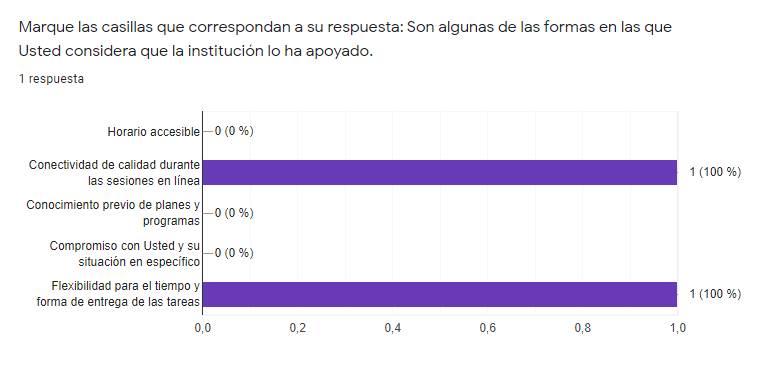 Marque las casillas que correspondan a su respuesta: Son algunas de las formas en las que
Usted considera que la institución lo ha apoyado.
1 respuesta
Horario accesible
0 (0 %)
Conectividad de calidad durante
las sesiones en línea
1 (100 %)
Conocimiento previo de planes y
programas
0 (0 %)
Compromiso con Usted y su
situación en específico
0 (0 %)
Flexibilidad para el tiempo y
forma de entrega de las tareas
1 (100 %)
0,0 0,2 0,4 0,6 0,8 1,0